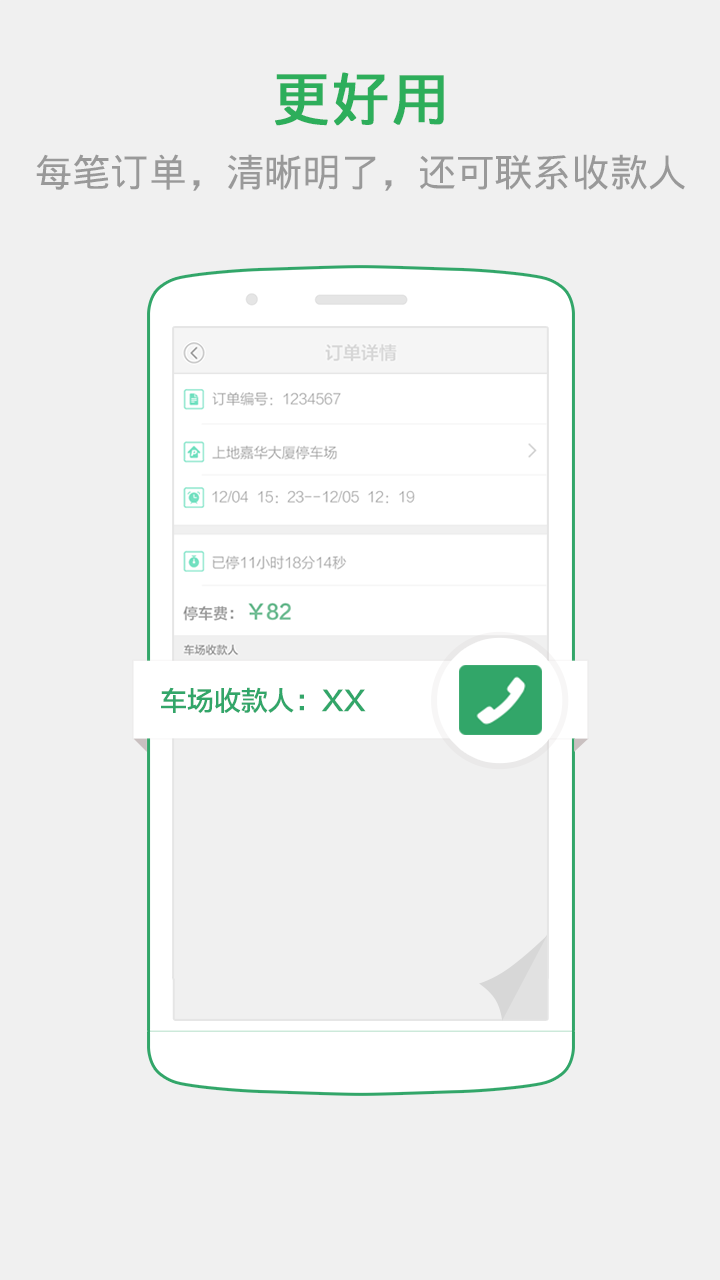 更好用
每笔订单，清晰明了，还可联系收款人
订单详情
订单编号：1234567
上地嘉华大厦停车场
12/04 15：23--12/05 12：19
已停11小时18分14秒
停车费：￥82
车场收款人
车场收款人：XX